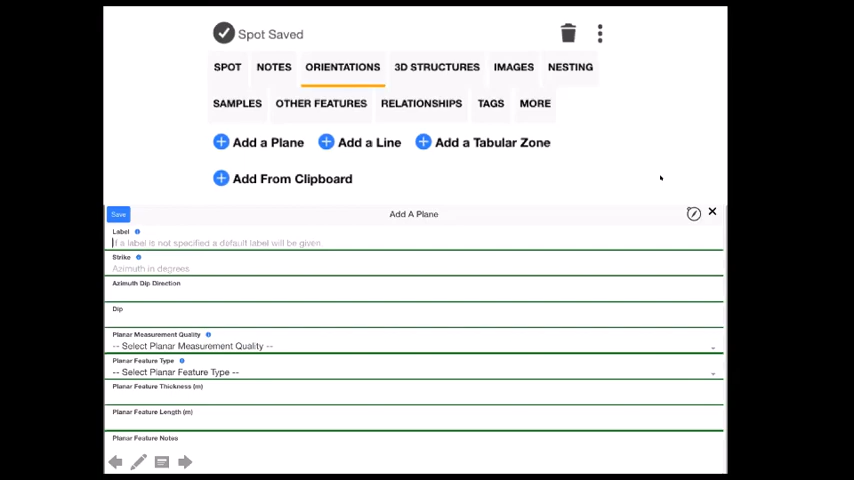 Spot Saved
SPOT NOTES ORIENTATIONS 3D STRUCTURES IMAGES NESTING
SAMPLES OTHER FEATURES RELATIONSHIPS TAGS MORE
Add a Plane Add a Line Add a Tabular Zone
Add From Clipboard
Save Add A Plane
Label
If a label is not specified a default label will be given
Strike
Azimuth in degrees
Azimuth Dip Direction
Dip
Planar Measurement Quality
-- Select Planar Measurement Quality --
Planar Feature Type
-- Select Planar Feature Type --
Planar Feature Thickness (m)
Planar Feature Length (m)
Planar Feature Notes